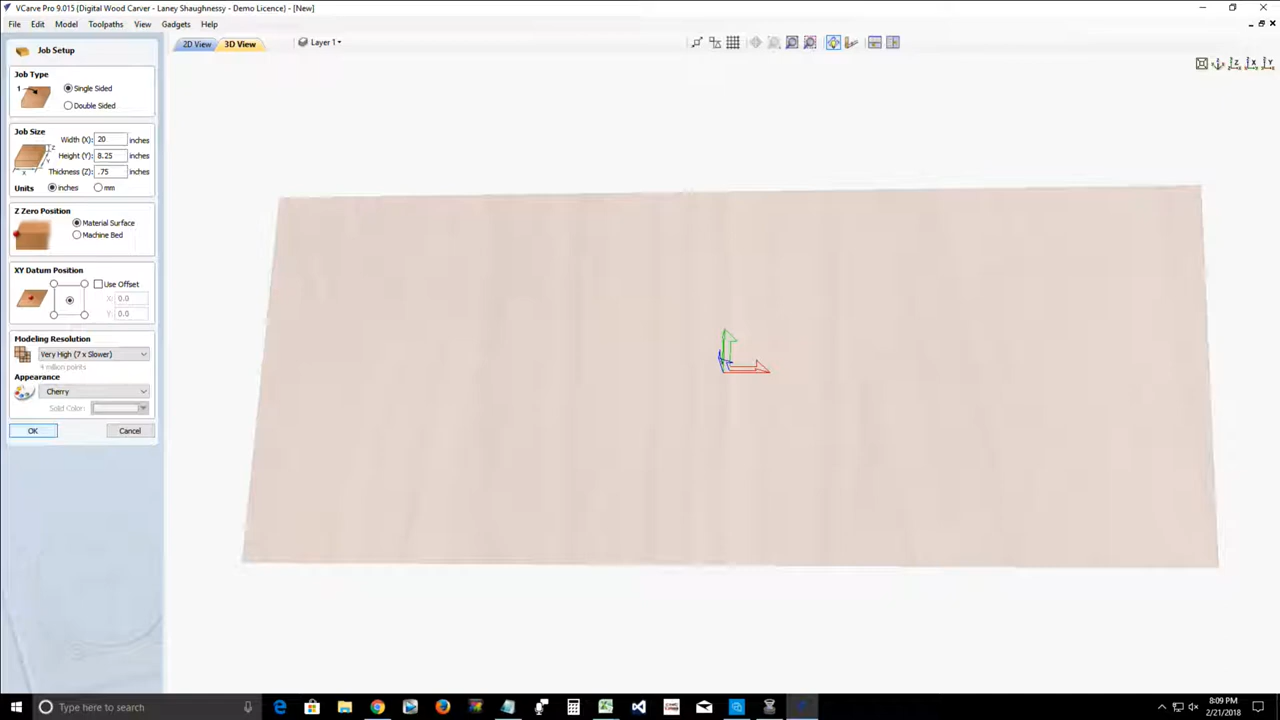 VCarve Pro 9.015 {Digital Wood Carver - Laney Shaughnessy - Demo Licence} - [New]
File Edit Model Toolpaths View Gadgets Help
Job Setup
2D View 3D View Layer 1
Z X Y
Job Type
1
Single Sided
Double Sided
Job Size
Width (X): 20 inches
Height (Y): 8.25 inches
Thickness (Z): .75 inches
Units inches mm
Z Zero Position
Material Surface
Machine Bed
XY Datum Position
Use Offset
X: 0.0
Y: 0.0
Modeling Resolution
Very High (7 x Slower)
4 million points
Appearance
Cherry
Solid Color:
OK Cancel
Type here to search
8:09 PM
2/21/2018